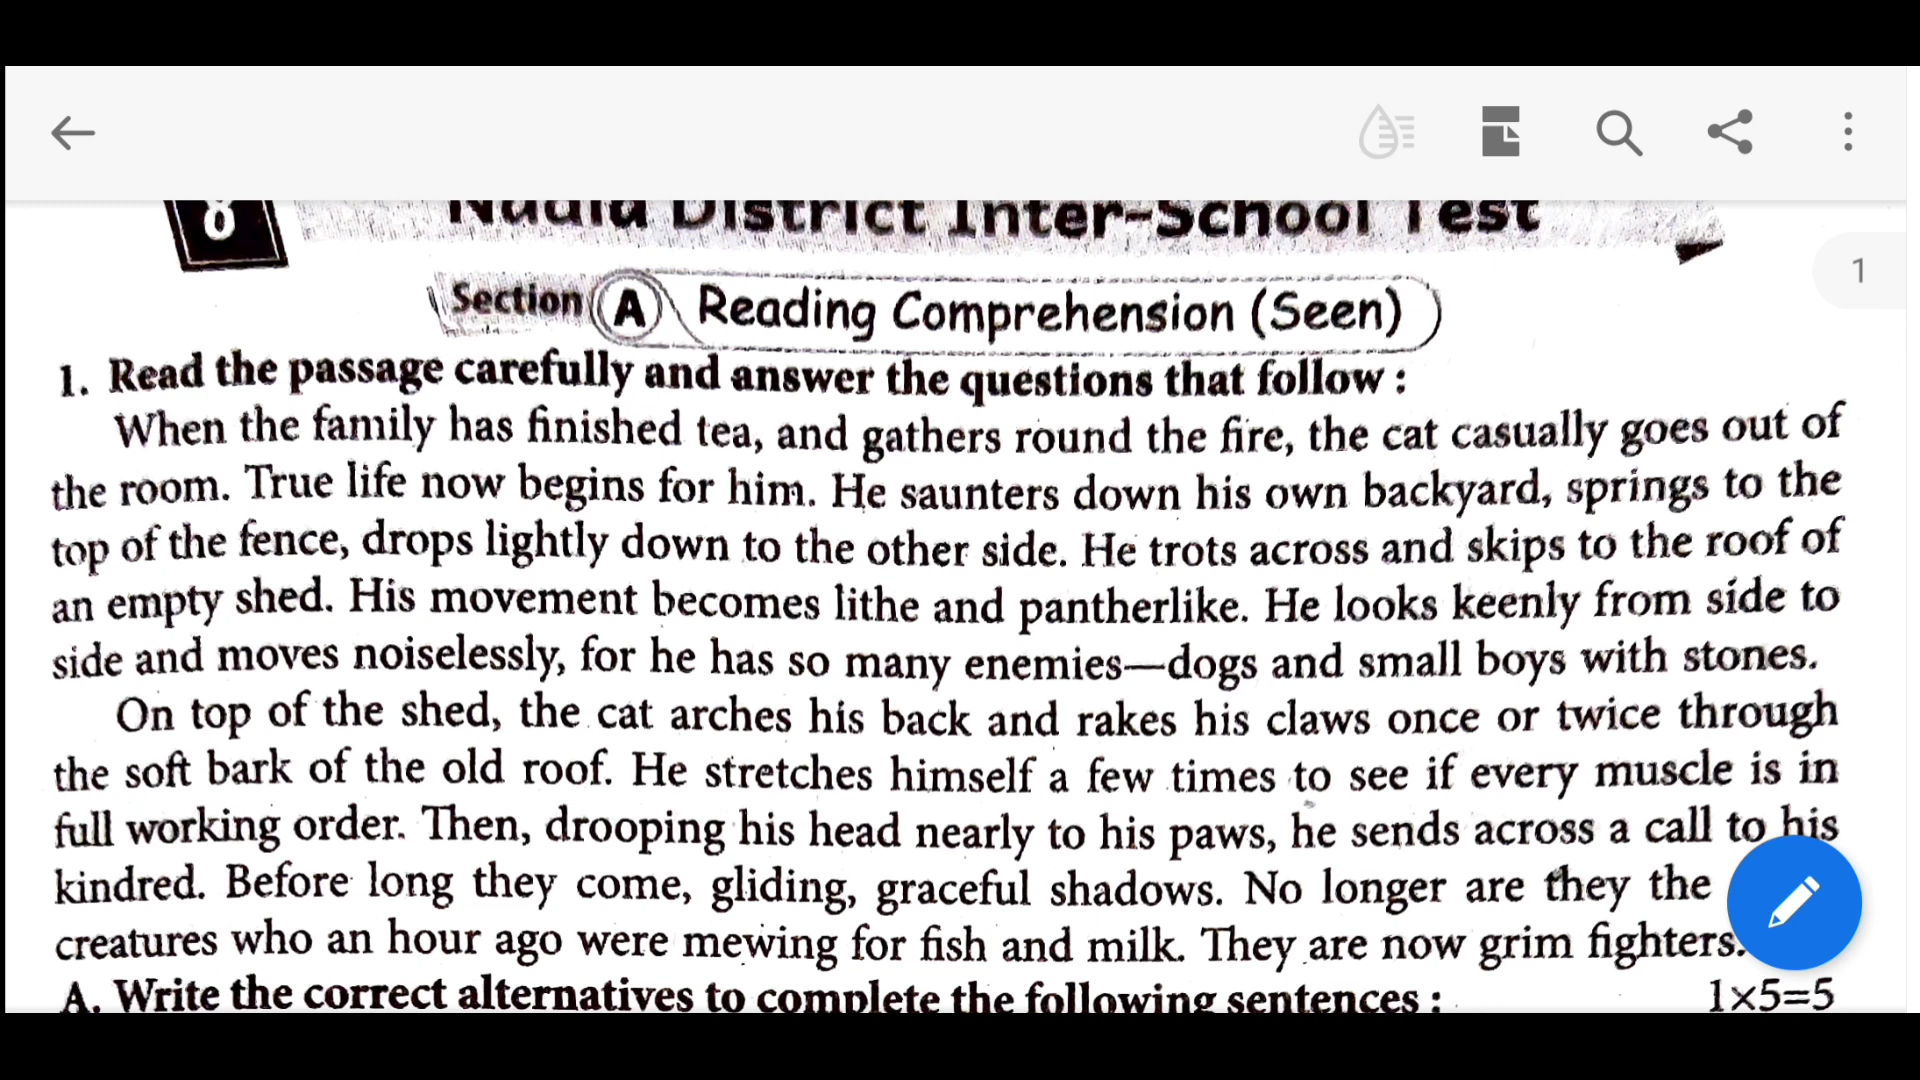 1
8
Nadia District Inter-School Test
Section A Reading Comprehension (Seen)
1. Read the passage carefully and answer the questions that follow :
When the family has finished tea, and gathers round the fire, the cat casually goes out of
the room. True life now begins for him. He saunters down his own backyard, springs to the
top of the fence, drops lightly down to the other side. He trots across and skips to the roof of
an empty shed. His movement becomes lithe and pantherlike. He looks keenly from side to
side and moves noiselessly, for he has so many enemies—dogs and small boys with stones.
On top of the shed, the cat arches his back and rakes his claws once or twice through
the soft bark of the old roof. He stretches himself a few times to see if every muscle is in
full working order. Then, drooping his head nearly to his paws, he sends across a call to his
kindred. Before long they come, gliding, graceful shadows. No longer are they the
creatures who an hour ago were mewing for fish and milk. They are now grim fighters.
A. Write the correct alternatives to complete the following sentences : 1×5=5